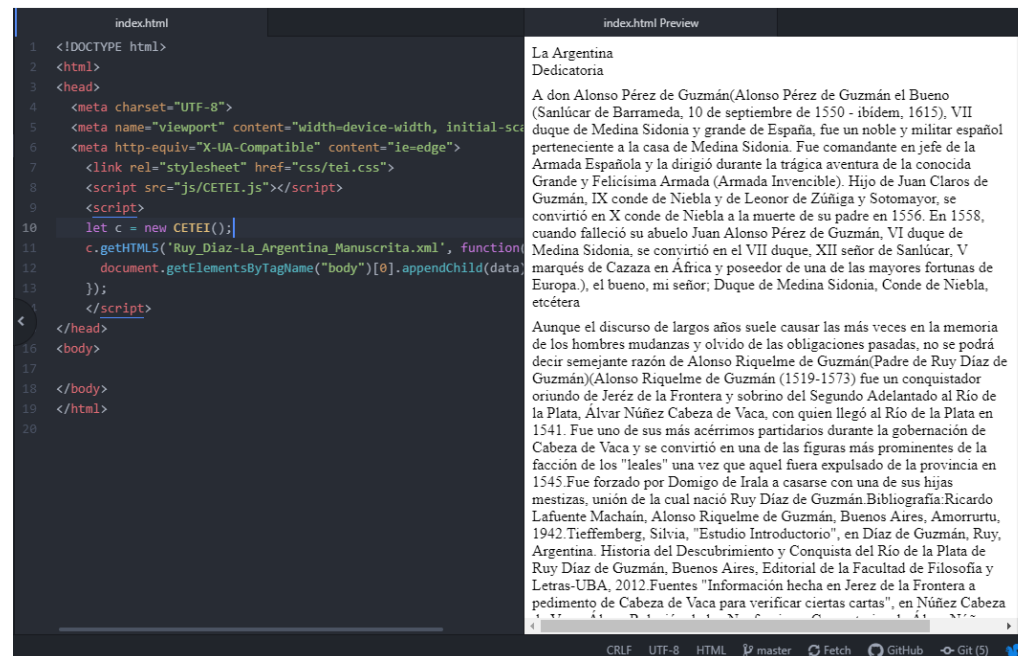 index.html
1 <!DOCTYPE html>
2 <html>
3 <head>
4 <meta charset="UTF-8">
5 <meta name="viewport" content="width=device-width, initial-sca
6 <meta http-equiv="X-UA-Compatible" content="ie=edge">
7 <link rel="stylesheet" href="css/tei.css">
8 <script src="js/CETEI.js"></script>
9 <script>
10 let c = new CETEI();
11 c.getHTML5('Ruy_Diaz-La_Argentina_Manuscrita.xml', function(
12 document.getElementsByTagName("body")[0].appendChild(data)
13 });
</script>
</head>
16 <body>
17
18 </body>
19 </html>
20
index.html Preview
La Argentina
Dedicatoria
A don Alonso Pérez de Guzmán(Alonso Pérez de Guzmán el Bueno
(Sanlúcar de Barrameda, 10 de septiembre de 1550 - ibídem, 1615), VII
duque de Medina Sidonia y grande de España, fue un noble y militar español
perteneciente a la casa de Medina Sidonia. Fue comandante en jefe de la
Armada Española y la dirigió durante la trágica aventura de la conocida
Grande y Felicísima Armada (Armada Invencible). Hijo de Juan Claros de
Guzmán, IX conde de Niebla y de Leonor de Zúñiga y Sotomayor, se
convirtió en X conde de Niebla a la muerte de su padre en 1556. En 1558,
cuando falleció su abuelo Juan Alonso Pérez de Guzmán, VI duque de
Medina Sidonia, se convirtió en el VII duque, XII señor de Sanlúcar, V
marqués de Cazaza en África y poseedor de una de las mayores fortunas de
Europa.), el bueno, mi señor; Duque de Medina Sidonia, Conde de Niebla,
etcétera
Aunque el discurso de largos años suele causar las más veces en la memoria
de los hombres mudanzas y olvido de las obligaciones pasadas, no se podrá
decir semejante razón de Alonso Riquelme de Guzmán(Padre de Ruy Díaz de
Guzmán)(Alonso Riquelme de Guzmán (1519-1573) fue un conquistador
oriundo de Jeréz de la Frontera y sobrino del Segundo Adelantado al Río de
la Plata, Álvar Núñez Cabeza de Vaca, con quien llegó al Río de la Plata en
1541. Fue uno de sus más acérrimos partidarios durante la gobernación de
Cabeza de Vaca y se convirtió en una de las figuras más prominentes de la
facción de los "leales" una vez que aquel fuera expulsado de la provincia en
1545.Fue forzado por Domigo de Irala a casarse con una de sus hijas
mestizas, unión de la cual nació Ruy Díaz de Guzmán.Bibliografía:Ricardo
Lafuente Machaín, Alonso Riquelme de Guzmán, Buenos Aires, Amorrurtu,
1942.Tieffemberg, Silvia, "Estudio Introductorio", en Díaz de Guzmán, Ruy,
Argentina. Historia del Descubrimiento y Conquista del Río de la Plata de
Ruy Díaz de Guzmán, Buenos Aires, Editorial de la Facultad de Filosofía y
Letras-UBA, 2012.Fuentes "Información hecha en Jerez de la Frontera a
pedimento de Cabeza de Vaca para verificar ciertas cartas", en Núñez Cabeza
CRLF UTF-8 HTML master Fetch GitHub Git (5)